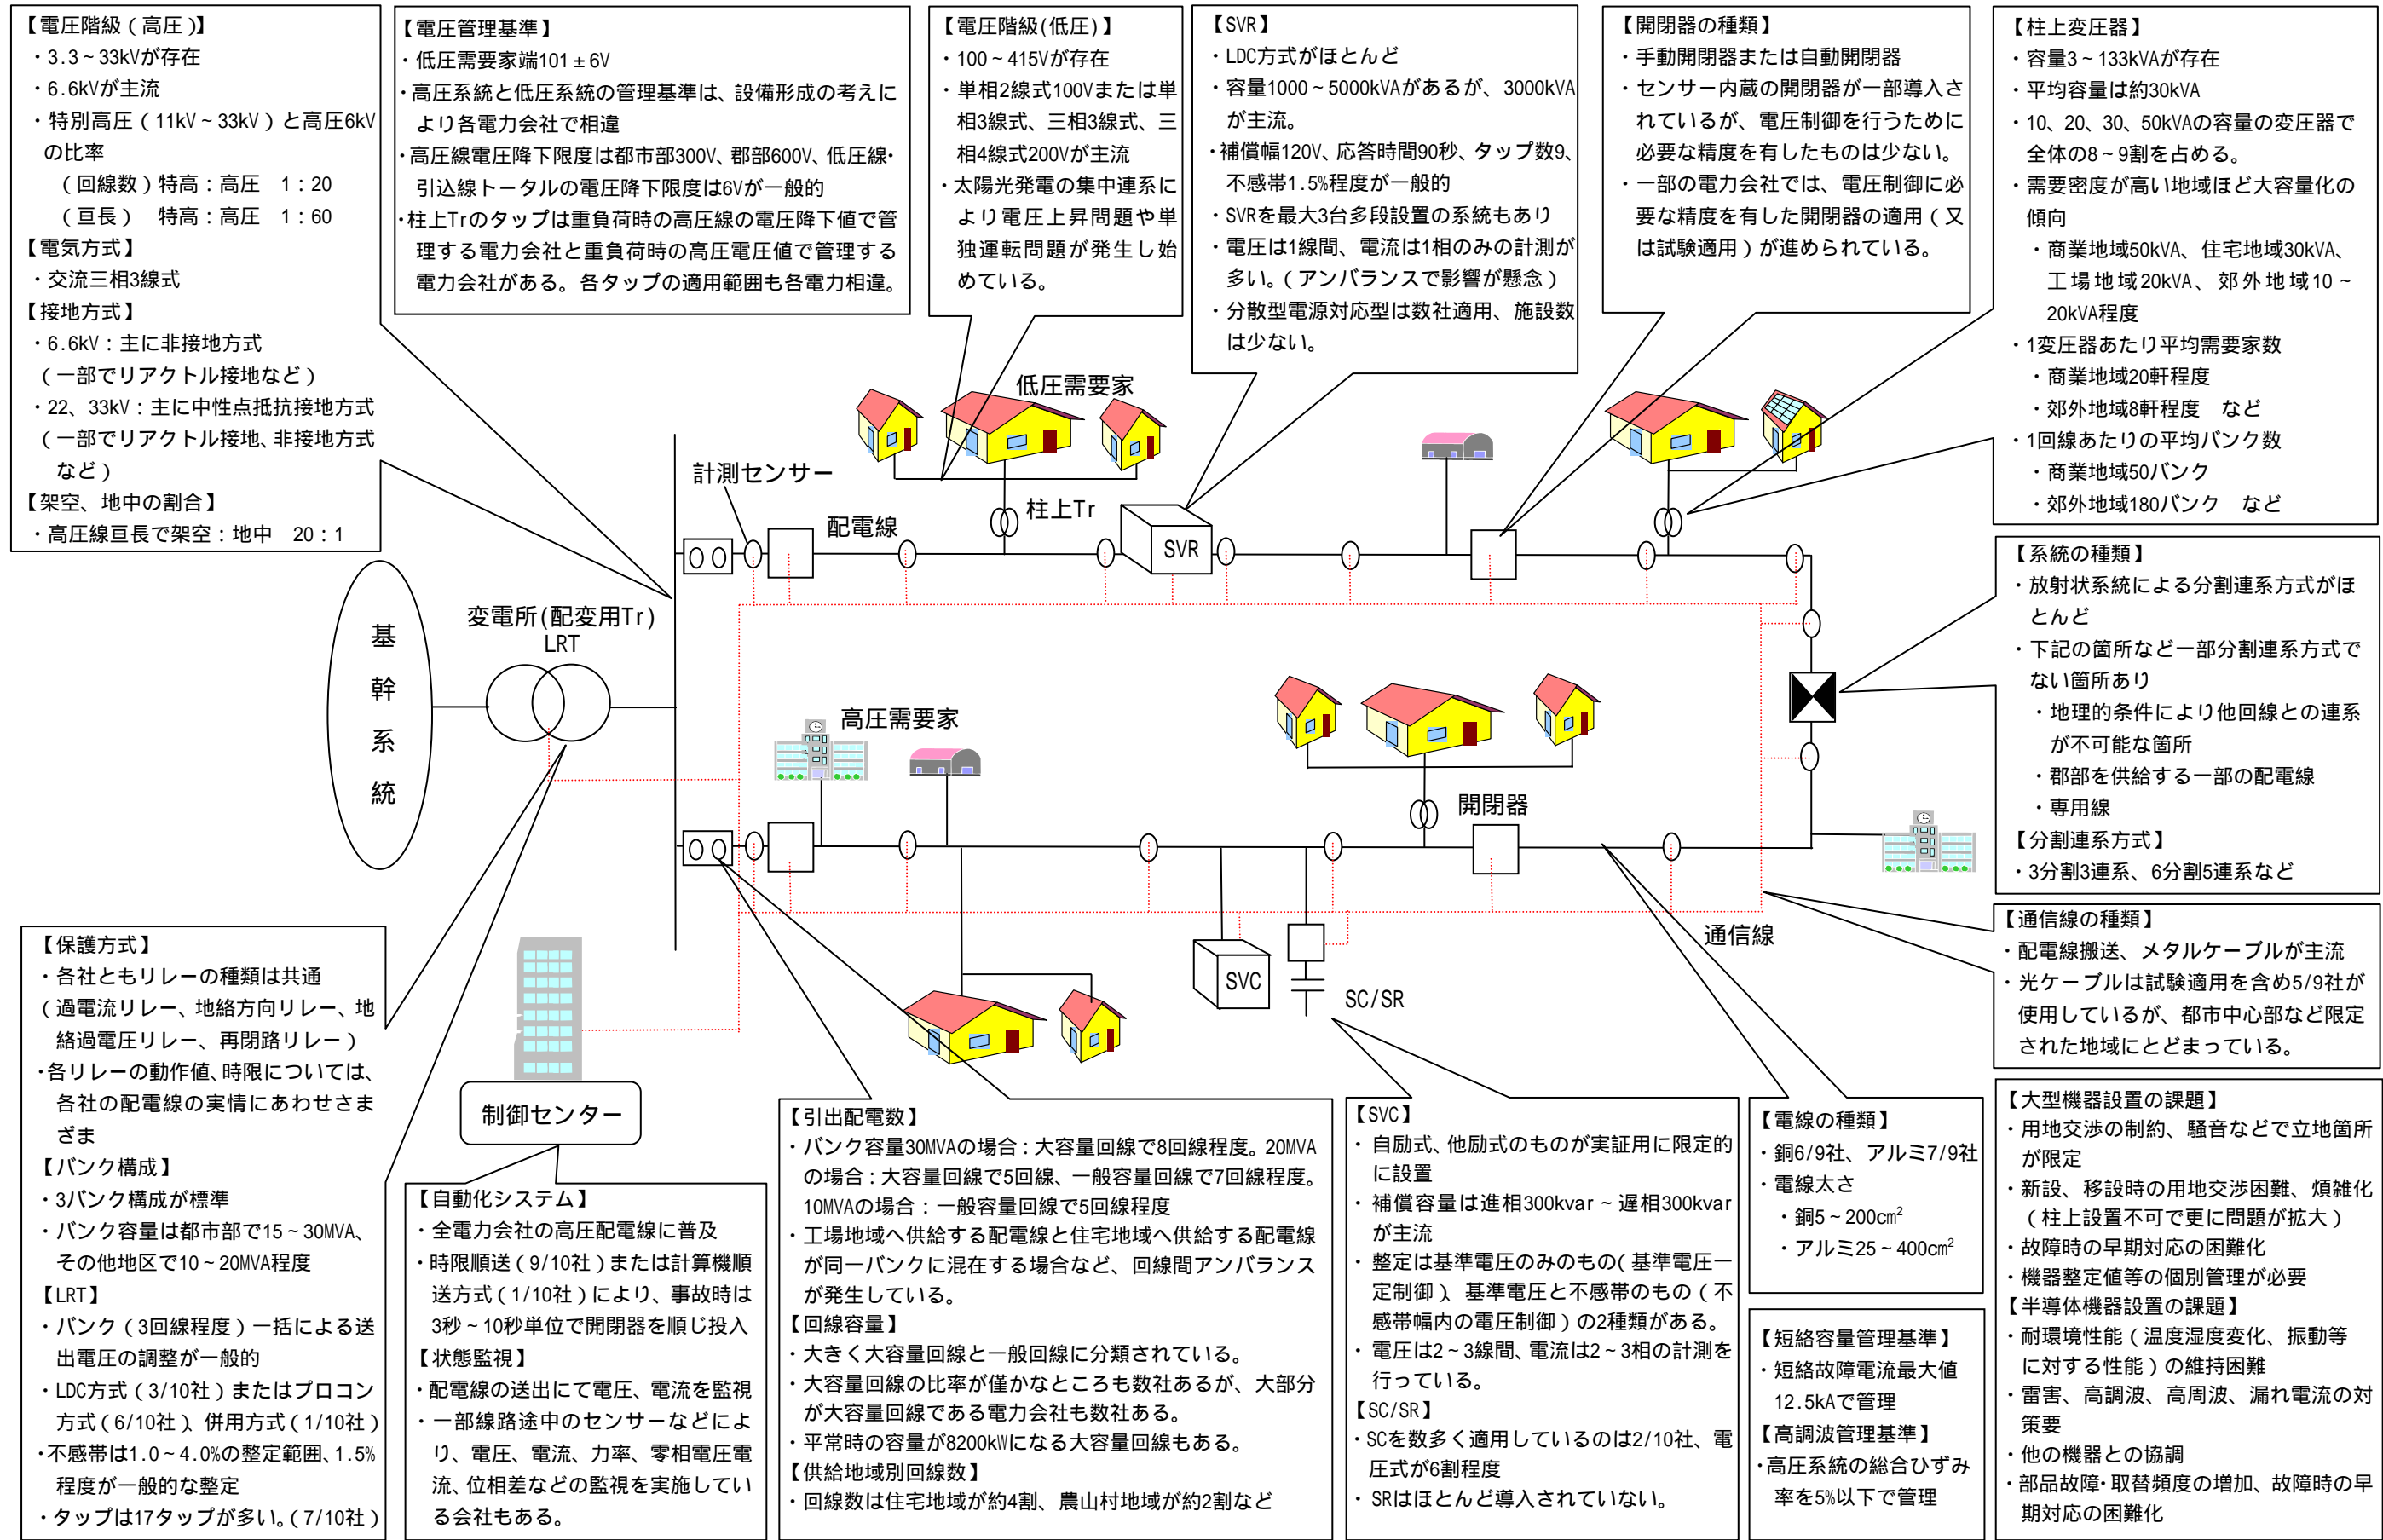 【電圧階級（高圧）】
・3.3～33kVが存在
・6.6kVが主流
・特別高圧（11kV～33kV）と高圧6kV
の比率
（回線数）特高：高圧　1：20
（亘長）　特高：高圧　1：60
【電気方式】
・交流三相3線式
【接地方式】
・6.6kV：主に非接地方式
（一部でリアクトル接地など）
・22、33kV：主に中性点抵抗接地方式
（一部でリアクトル接地、非接地方式
など）
【架空、地中の割合】
・高圧線亘長で架空：地中　20：1
【電圧管理基準】
・低圧需要家端101±6V
・高圧系統と低圧系統の管理基準は、設備形成の考えに
より各電力会社で相違
・高圧線電圧降下限度は都市部300V、郡部600V、低圧線・
引込線トータルの電圧降下限度は6Vが一般的
・柱上Trのタップは重負荷時の高圧線の電圧降下値で管
理する電力会社と重負荷時の高圧電圧値で管理する
電力会社がある。各タップの適用範囲も各電力相違。
【電圧階級(低圧)】
・100～415Vが存在
・単相2線式100Vまたは単
相3線式、三相3線式、三
相4線式200Vが主流
・太陽光発電の集中連系に
より電圧上昇問題や単
独運転問題が発生し始
めている。
【SVR】
・LDC方式がほとんど
・容量1000～5000kVAがあるが、3000kVA
が主流。
・補償幅120V、応答時間90秒、タップ数9、
不感帯1.5%程度が一般的
・SVRを最大3台多段設置の系統もあり
・電圧は1線間、電流は1相のみの計測が
多い。（アンバランスで影響が懸念）
・分散型電源対応型は数社適用、施設数
は少ない。
【開閉器の種類】
・手動開閉器または自動開閉器
・センサー内蔵の開閉器が一部導入さ
れているが、電圧制御を行うために
必要な精度を有したものは少ない。
・一部の電力会社では、電圧制御に必
要な精度を有した開閉器の適用（又
は試験適用）が進められている。
【柱上変圧器】
・容量3～133kVAが存在
・平均容量は約30kVA
・10、20、30、50kVAの容量の変圧器で
全体の8～9割を占める。
・需要密度が高い地域ほど大容量化の
傾向
・商業地域50kVA、住宅地域30kVA、
工場地域20kVA、郊外地域10～
20kVA程度
・1変圧器あたり平均需要家数
・商業地域20軒程度
・郊外地域8軒程度　など
・1回線あたりの平均バンク数
・商業地域50バンク
・郊外地域180バンク　など
低圧需要家
計測センサー
柱上Tr
配電線
SVR
基幹系統
変電所(配変用Tr)
LRT
高圧需要家
開閉器
通信線
SVC
SC/SR
制御センター
【系統の種類】
・放射状系統による分割連系方式がほ
とんど
・下記の箇所など一部分割連系方式で
ない箇所あり
・地理的条件により他回線との連系
が不可能な箇所
・郡部を供給する一部の配電線
・専用線
【分割連系方式】
・3分割3連系、6分割5連系など
【通信線の種類】
・配電線搬送、メタルケーブルが主流
・光ケーブルは試験適用を含め5/9社が
使用しているが、都市中心部など限定
された地域にとどまっている。
【保護方式】
・各社ともリレーの種類は共通
（過電流リレー、地絡方向リレー、地
絡過電圧リレー、再閉路リレー）
・各リレーの動作値、時限については、
各社の配電線の実情にあわせさま
ざま
【バンク構成】
・3バンク構成が標準
・バンク容量は都市部で15～30MVA、
その他地区で10～20MVA程度
【LRT】
・バンク（3回線程度）一括による送
出電圧の調整が一般的
・LDC方式（3/10社）またはプロコン
方式（6/10社）、併用方式（1/10社）
・不感帯は1.0～4.0%の整定範囲、1.5%
程度が一般的な整定
・タップは17タップが多い。（7/10社）
【自動化システム】
・全電力会社の高圧配電線に普及
・時限順送（9/10社）または計算機順
送方式（1/10社）により、事故時は
3秒～10秒単位で開閉器を順じ投入
【状態監視】
・配電線の送出にて電圧、電流を監視
・一部線路途中のセンサーなどによ
り、電圧、電流、力率、零相電圧電
流、位相差などの監視を実施してい
る会社もある。
【引出配電数】
・バンク容量30MVAの場合：大容量回線で8回線程度。20MVA
の場合：大容量回線で5回線、一般容量回線で7回線程度。
10MVAの場合：一般容量回線で5回線程度
・工場地域へ供給する配電線と住宅地域へ供給する配電線
が同一バンクに混在する場合など、回線間アンバランス
が発生している。
【回線容量】
・大きく大容量回線と一般回線に分類されている。
・大容量回線の比率が僅かなところも数社あるが、大部分
が大容量回線である電力会社も数社ある。
・平常時の容量が8200kWになる大容量回線もある。
【供給地域別回線数】
・回線数は住宅地域が約4割、農山村地域が約2割など
【SVC】
・自励式、他励式のものが実証用に限定的
に設置
・補償容量は進相300kvar～遅相300kvar
が主流
・整定は基準電圧のみのもの（基準電圧一
定制御）、基準電圧と不感帯のもの（不
感帯幅内の電圧制御）の2種類がある。
・電圧は2～3線間、電流は2～3相の計測を
行っている。
【SC/SR】
・SCを数多く適用しているのは2/10社、電
圧式が6割程度
・SRはほとんど導入されていない。
【電線の種類】
・銅6/9社、アルミ7/9社
・電線太さ
・銅5～200cm²
・アルミ25～400cm²
【短絡容量管理基準】
・短絡故障電流最大値
12.5kAで管理
【高調波管理基準】
・高圧系統の総合ひずみ
率を5%以下で管理
【大型機器設置の課題】
・用地交渉の制約、騒音などで立地箇所
が限定
・新設、移設時の用地交渉困難、煩雑化
（柱上設置不可で更に問題が拡大）
・故障時の早期対応の困難化
・機器整定値等の個別管理が必要
【半導体機器設置の課題】
・耐環境性能（温度湿度変化、振動等
に対する性能）の維持困難
・雷害、高調波、高周波、漏れ電流の対
策要
・他の機器との協調
・部品故障・取替頻度の増加、故障時の早
期対応の困難化